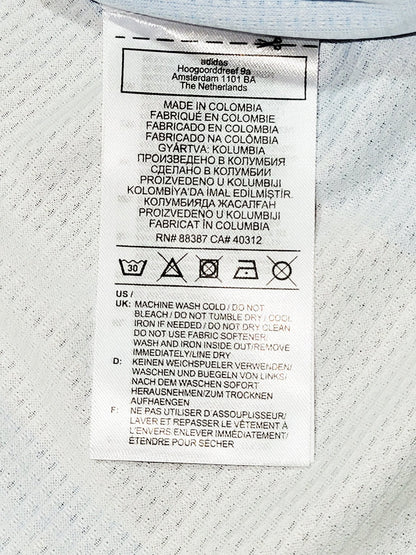 adidas
Hoogoorddreef 9a
Amsterdam 1101 BA
The Netherlands
MADE IN COLOMBIA
FABRIQUÉ EN COLOMBIE
FABRICADO EN COLOMBIA
FABRICADO NA COLÔMBIA
GYÁRTVA: KOLUMBIA
ПРОИЗВЕДЕНО В КОЛУМБИЯ
СДЕЛАНО В КОЛУМБИИ
PROIZVEDENO U KOLUMBIJI
KOLOMBİYA'DA İMAL EDİLMİŞTİR.
КОЛУМБИЯДА ЖАСАЛҒАН
PROIZVEDENO U KOLUMBIJI
FABRICAT ÎN COLUMBIA
RN# 88387 CA# 40312
30
US /
UK: MACHINE WASH COLD / DO NOT
BLEACH / DO NOT TUMBLE DRY / COOL
IRON IF NEEDED / DO NOT DRY CLEAN
DO NOT USE FABRIC SOFTENER
WASH AND IRON INSIDE OUT/REMOVE
IMMEDIATELY/LINE DRY
D: KEINEN WEICHSPUELER VERWENDEN/
WASCHEN UND BUEGELN VON LINKS/
NACH DEM WASCHEN SOFORT
HERAUSNEHMEN/ZUM TROCKNEN
AUFHAENGEN
F: NE PAS UTILISER D'ASSOUPLISSEUR/
LAVER ET REPASSER LE VÊTEMENT À
L'ENVERS ENLEVER IMMÉDIATEMENT/
ÉTENDRE POUR SÉCHER